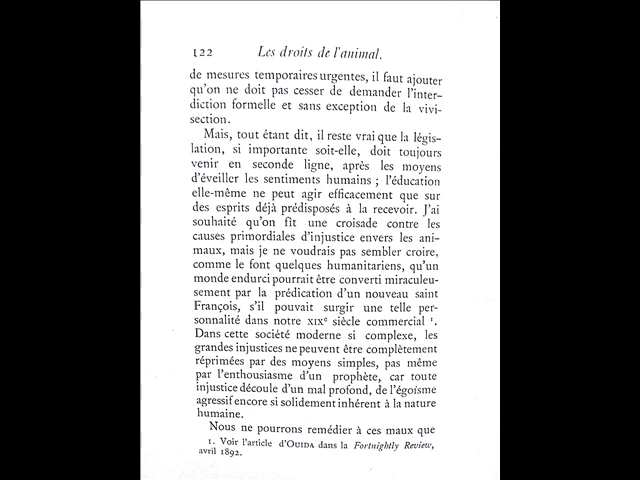 122 Les droits de l'animal.
de mesures temporaires urgentes, il faut ajouter
qu'on ne doit pas cesser de demander l'inter-
diction formelle et sans exception de la vivi-
section.
Mais, tout étant dit, il reste vrai que la légis-
lation, si importante soit-elle, doit toujours
venir en seconde ligne, après les moyens
d'éveiller les sentiments humains ; l'éducation
elle-même ne peut agir efficacement que sur
des esprits déjà prédisposés à la recevoir. J'ai
souhaité qu'on fît une croisade contre les
causes primordiales d'injustice envers les ani-
maux, mais je ne voudrais pas sembler croire,
comme le font quelques humanitariens, qu'un
monde endurci pourrait être converti miraculeu-
sement par la prédication d'un nouveau saint
François, s'il pouvait surgir une telle per-
sonnalité dans notre XIXe siècle commercial 1.
Dans cette société moderne si complexe, les
grandes injustices ne peuvent être complètement
réprimées par des moyens simples, pas même
par l'enthousiasme d'un prophète, car toute
injustice découle d'un mal profond, de l'égoïsme
agressif encore si solidement inhérent à la nature
humaine.
Nous ne pourrons remédier à ces maux que
1. Voir l'article d'OUIDA dans la Fortnightly Review,
avril 1892.